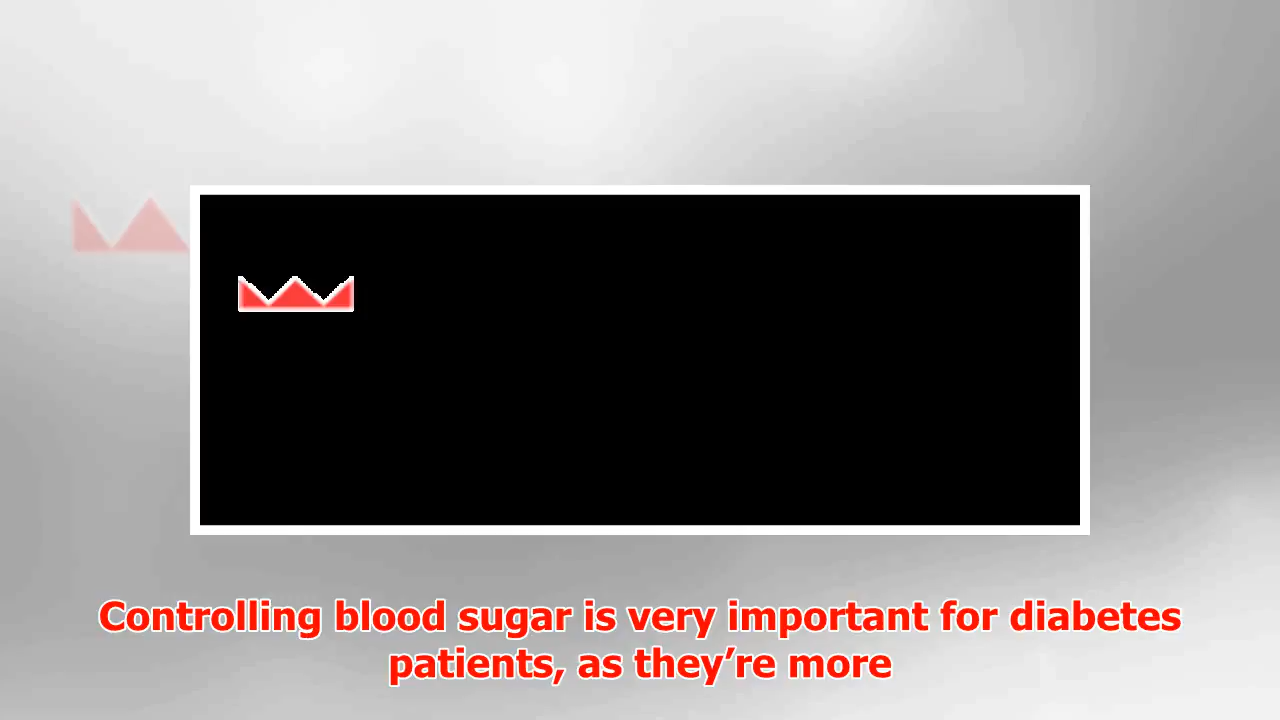 Controlling blood sugar is very important for diabetes
patients, as they’re more